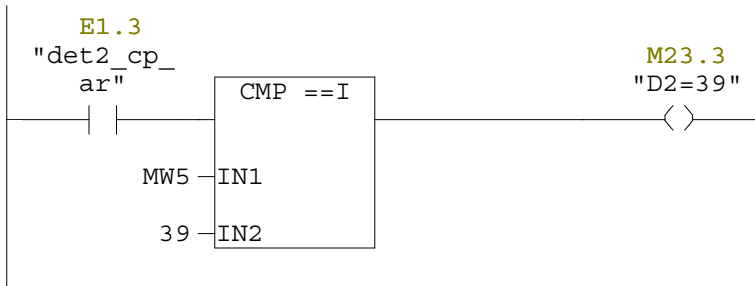 E1.3
"det2_cp_
ar"
CMP ==I
M23.3
"D2=39"
MW5
IN1
39
IN2